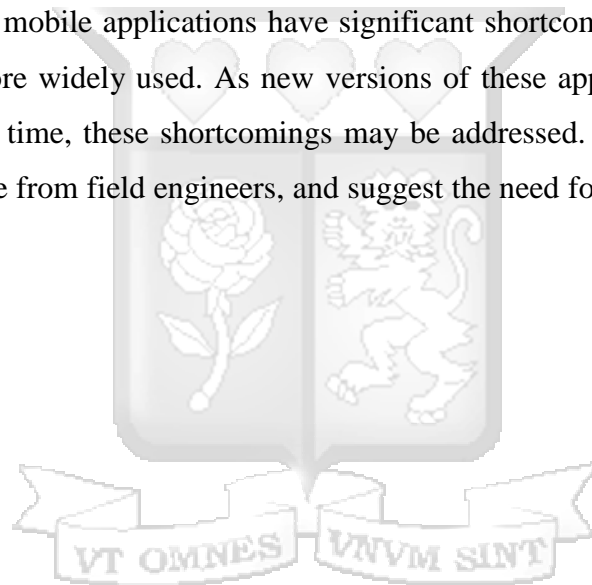 mobile applications have significant shortcom
ore widely used. As new versions of these app
time, these shortcomings may be addressed.
e from field engineers, and suggest the need fo
VT OMNES VNVM SINT